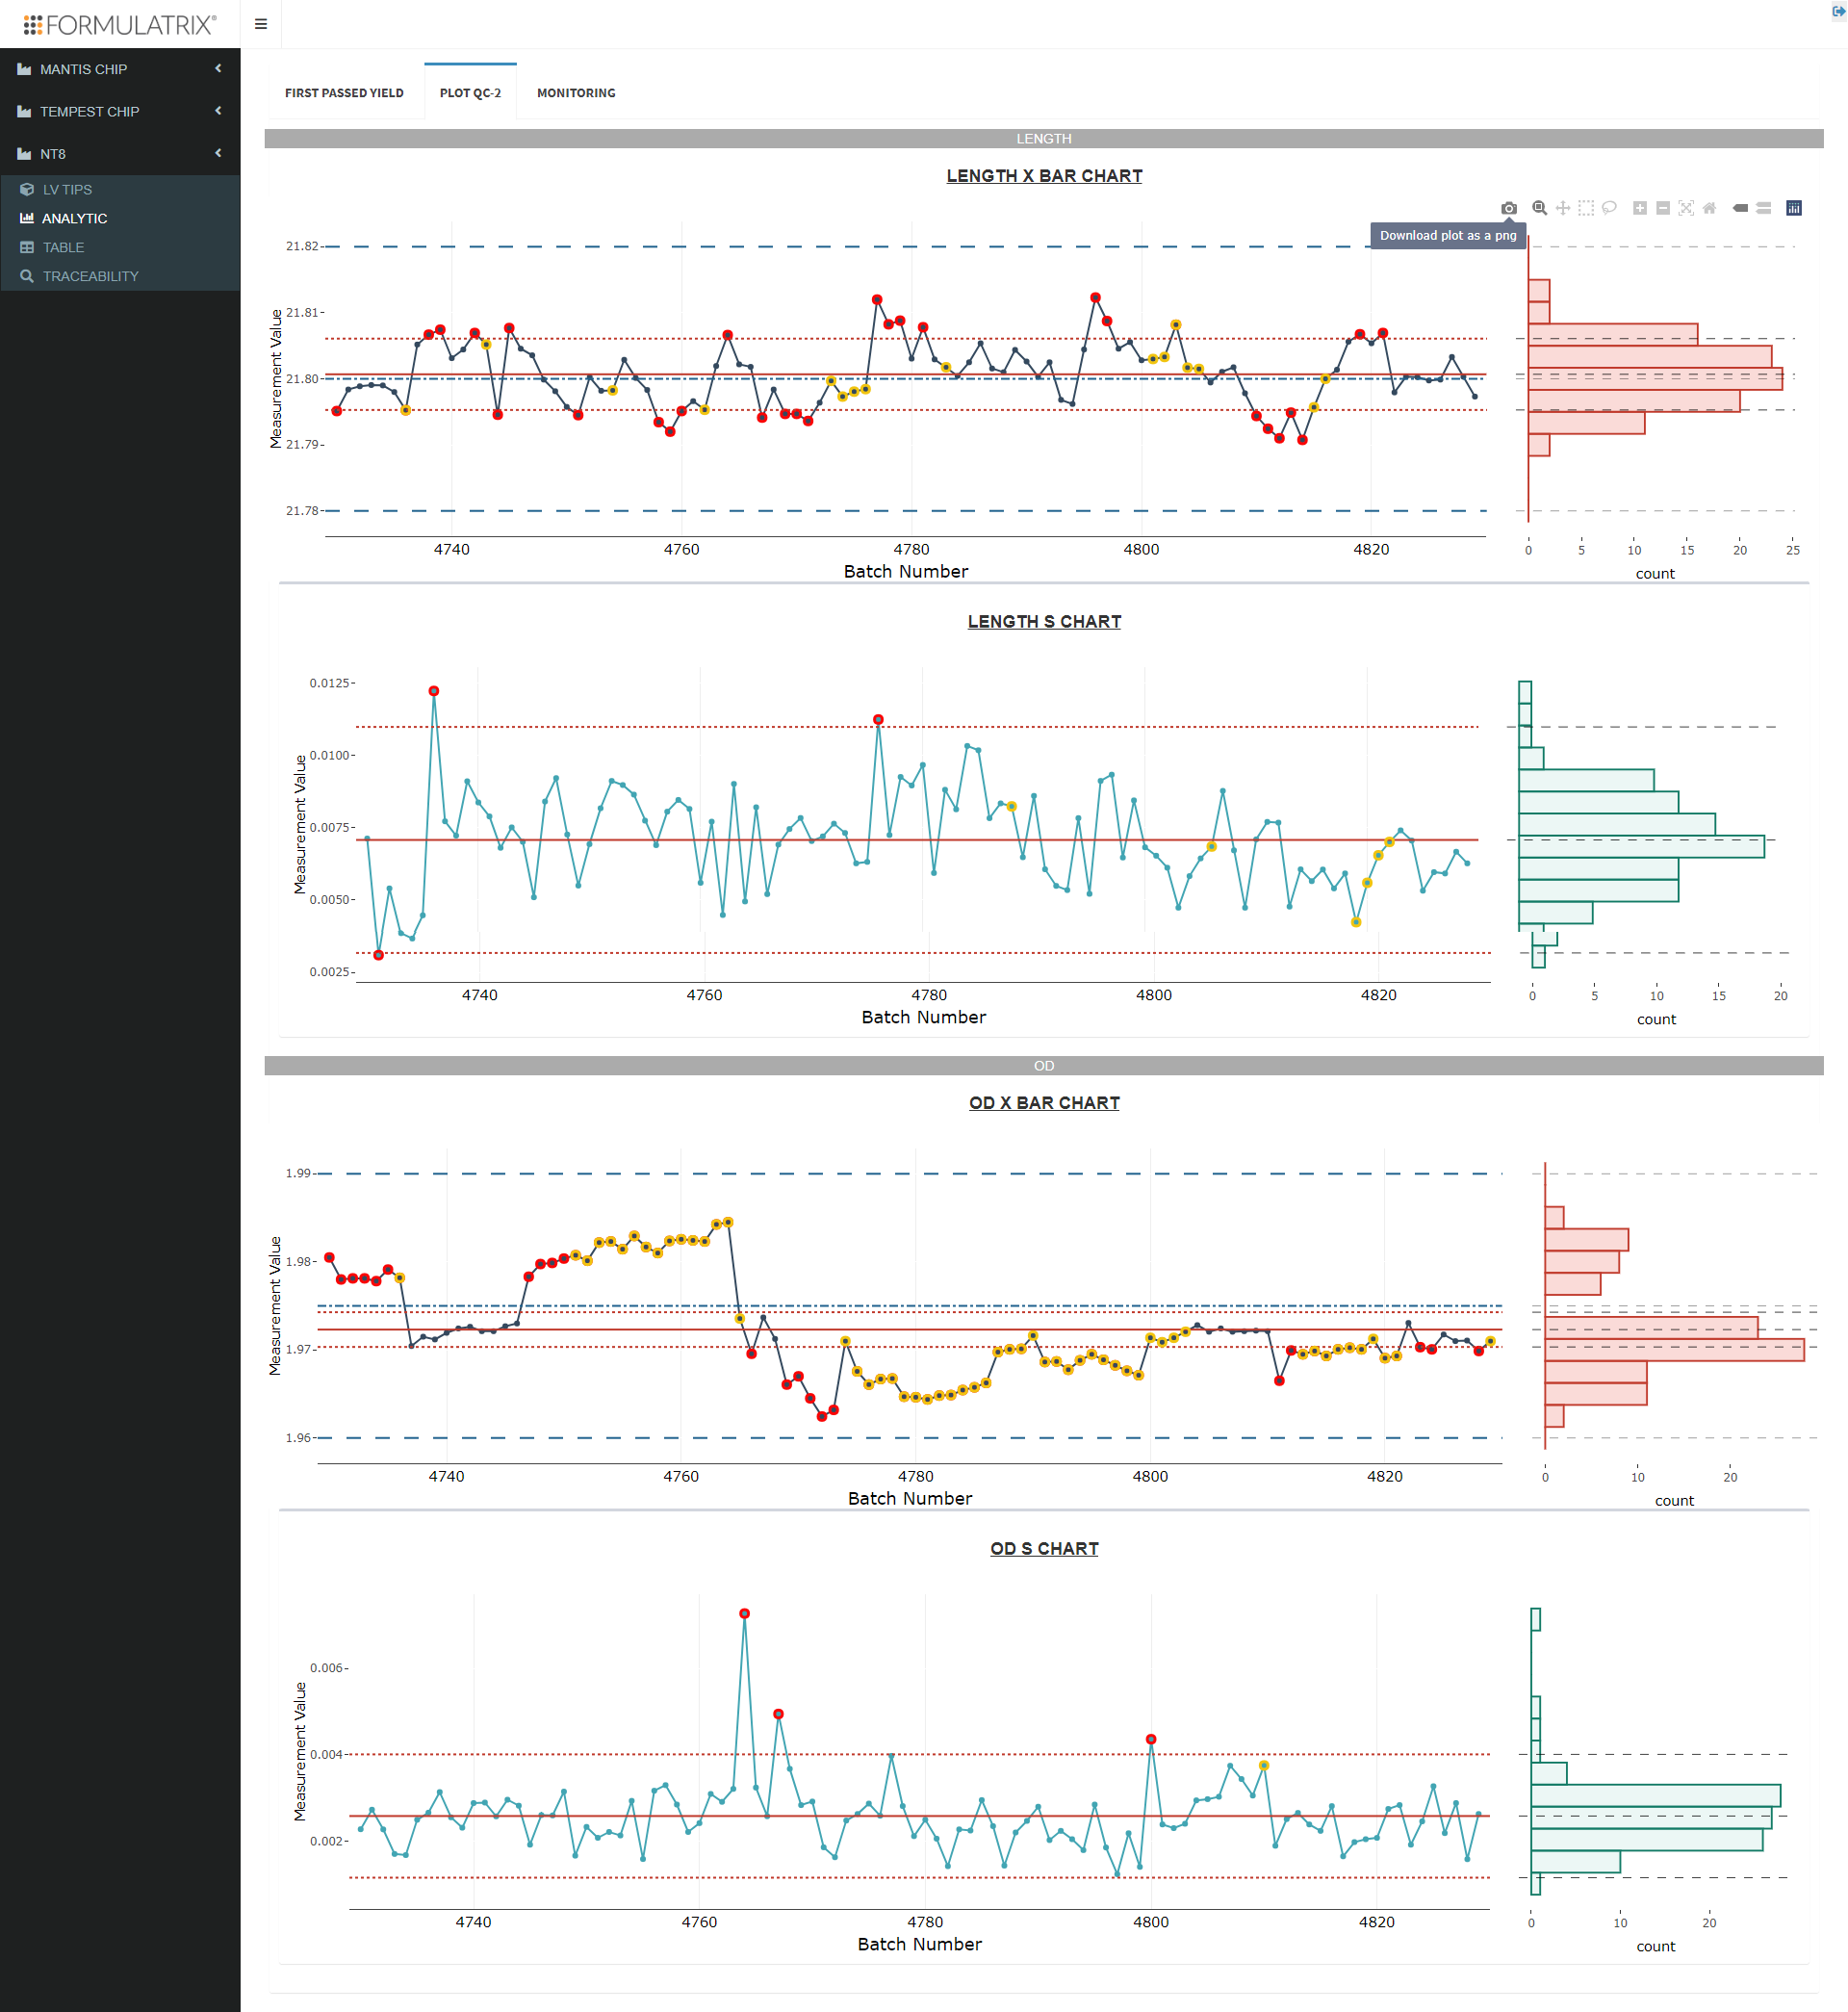 FORMULATRIX®
MANTIS CHIP
TEMPEST CHIP
NT8
LV TIPS
ANALYTIC
TABLE
TRACEABILITY
FIRST PASSED YIELD
PLOT QC-2
MONITORING
LENGTH
LENGTH X BAR CHART
Download plot as a png
Measurement Value
21.82
21.81
21.80
21.79
21.78
4740 4760 4780 4800 4820
Batch Number
0 5 10 15 20 25
count
LENGTH S CHART
Measurement Value
0.0125
0.0100
0.0075
0.0050
0.0025
4740 4760 4780 4800 4820
Batch Number
0 5 10 15 20
count
OD
OD X BAR CHART
Measurement Value
1.99
1.98
1.97
1.96
4740 4760 4780 4800 4820
Batch Number
0 10 20
count
OD S CHART
Measurement Value
0.006
0.004
0.002
4740 4760 4780 4800 4820
Batch Number
0 10 20
count